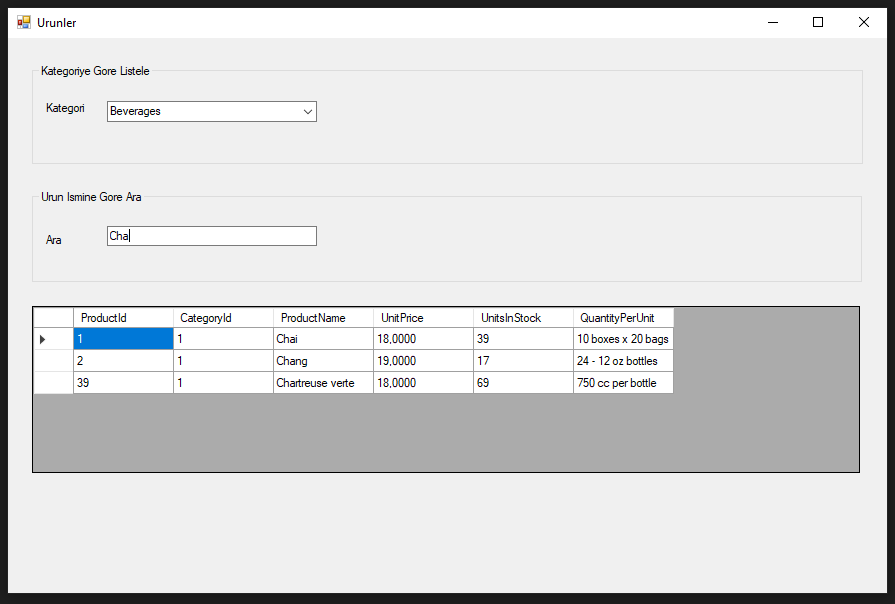 Urunler
Kategoriye Gore Listele
Kategori Beverages
Urun Ismine Gore Ara
Ara Cha
ProductId CategoryId ProductName UnitPrice UnitsInStock QuantityPerUnit
1 1 Chai 18,0000 39 10 boxes x 20 bags
2 1 Chang 19,0000 17 24 - 12 oz bottles
39 1 Chartreuse verte 18,0000 69 750 cc per bottle